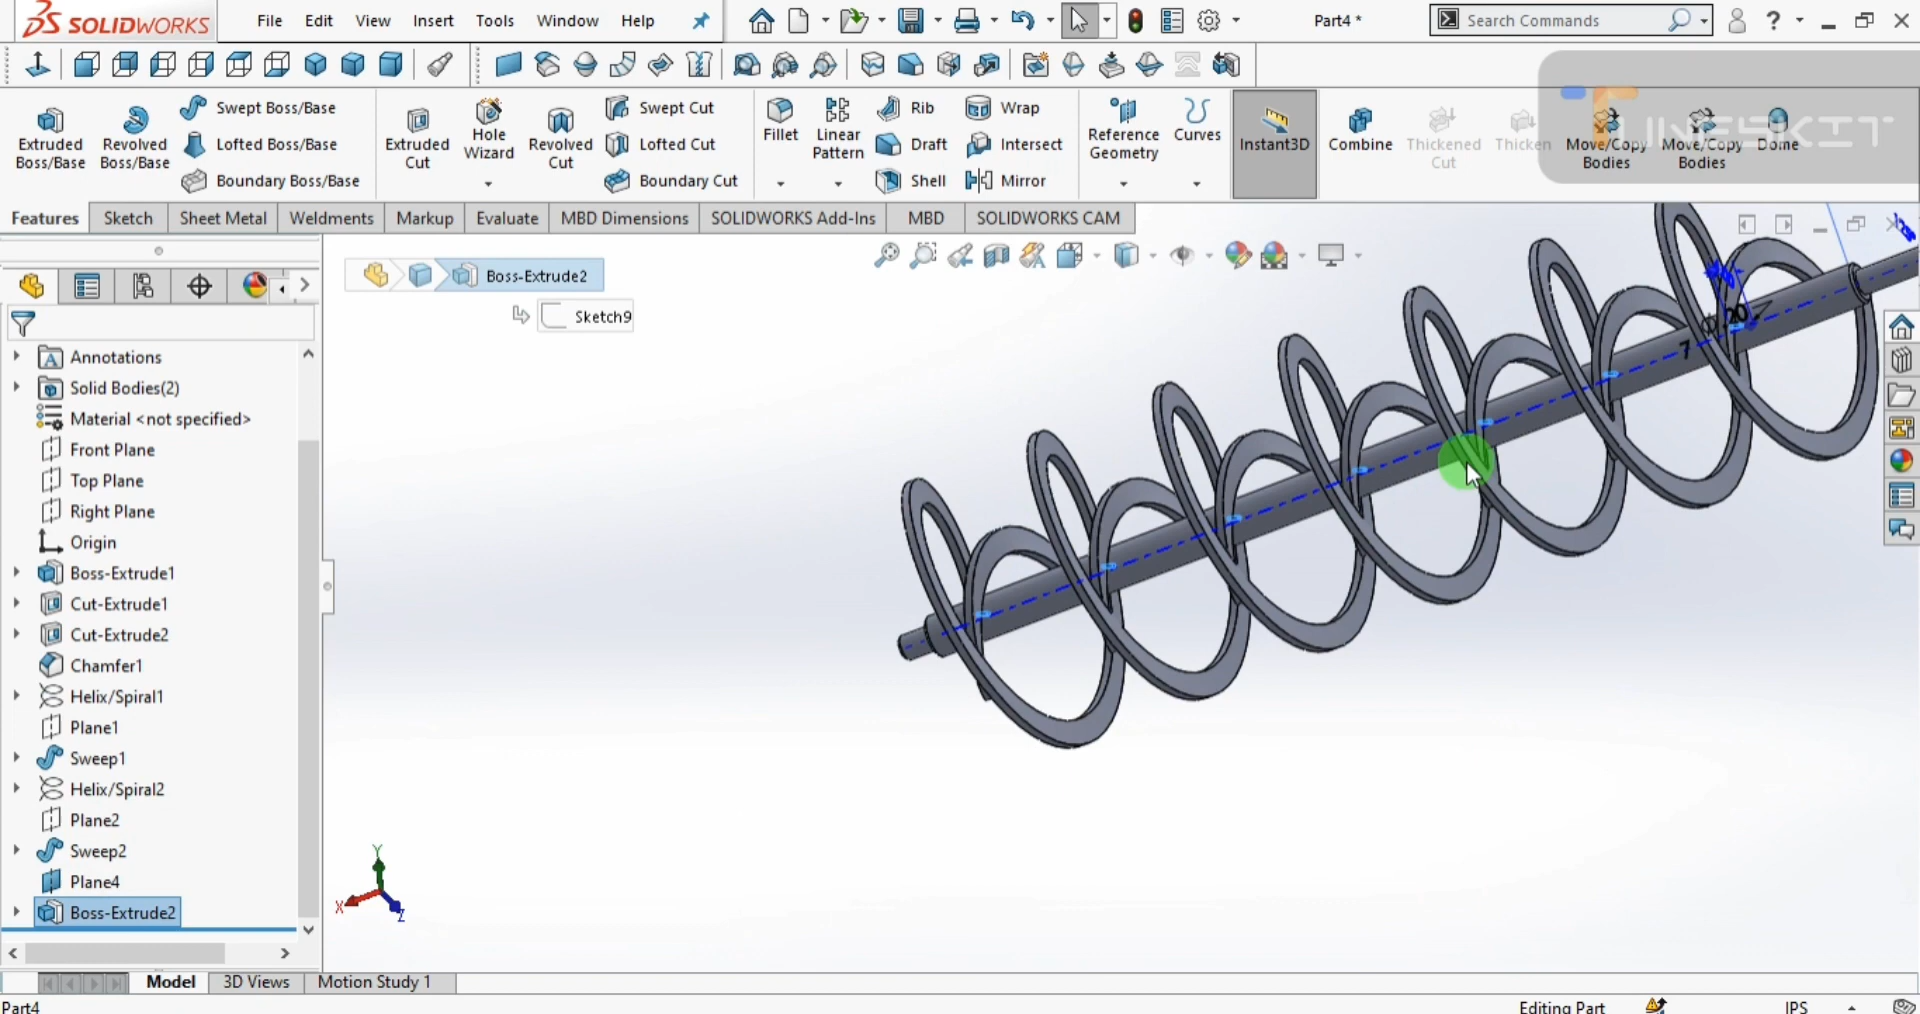 SOLIDWORKS File Edit View Insert Tools Window Help Part4 * Search Commands ?
Extruded Boss/Base Revolved Boss/Base Swept Boss/Base Lofted Boss/Base Boundary Boss/Base Extruded Cut Hole Wizard Revolved Cut Swept Cut Lofted Cut Boundary Cut Fillet Linear Pattern Rib Draft Shell Wrap Intersect Mirror Reference Geometry Curves Instant3D Combine Thickened Cut Thicken Move/Copy Bodies Move/Copy Bodies Dome
Features Sketch Sheet Metal Weldments Markup Evaluate MBD Dimensions SOLIDWORKS Add-Ins MBD SOLIDWORKS CAM
Boss-Extrude2
Sketch9
Annotations
Solid Bodies(2)
Material <not specified>
Front Plane
Top Plane
Right Plane
Origin
Boss-Extrude1
Cut-Extrude1
Cut-Extrude2
Chamfer1
Helix/Spiral1
Plane1
Sweep1
Helix/Spiral2
Plane2
Sweep2
Plane4
Boss-Extrude2
7
Y
X
Z
Model 3D Views Motion Study 1
Part4 Editing Part IPS